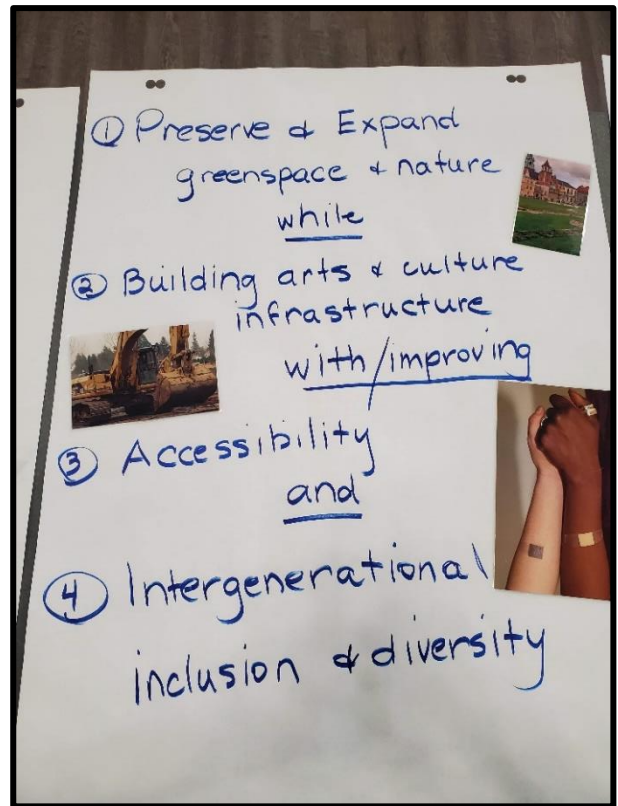 ① Preserve & Expand
greenspace & nature
while
② Building arts & culture
infrastructure
with/improving
③ Accessibility
and
④ Intergenerational
inclusion & diversity